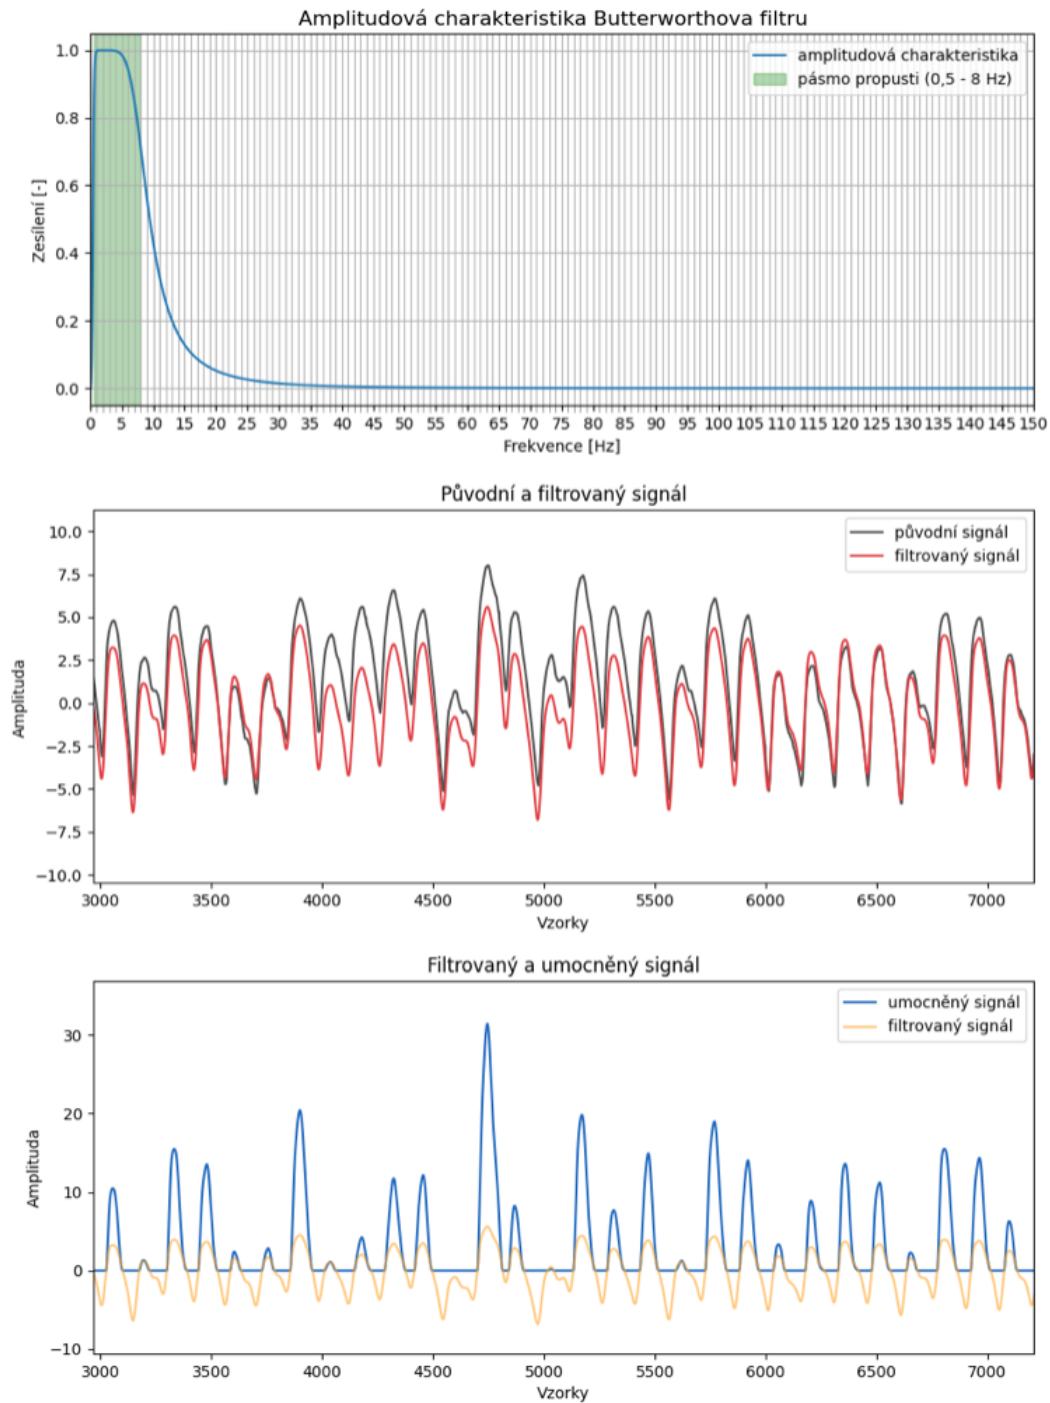 Amplitudová charakteristika Butterworthova filtru
1.0
0.8
0.6
0.4
0.2
0.0
Zesílení [-]
amplitudová charakteristika
pásmo propusti (0,5 - 8 Hz)
0 5 10 15 20 25 30 35 40 45 50 55 60 65 70 75 80 85 90 95 100 105 110 115 120 125 130 135 140 145 150
Frekvence [Hz]
Původní a filtrovaný signál
10.0
7.5
5.0
2.5
0.0
−2.5
−5.0
−7.5
−10.0
Amplituda
původní signál
filtrovaný signál
3000 3500 4000 4500 5000 5500 6000 6500 7000
Vzorky
Filtrovaný a umocněný signál
30
20
10
0
−10
Amplituda
umocněný signál
filtrovaný signál
3000 3500 4000 4500 5000 5500 6000 6500 7000
Vzorky